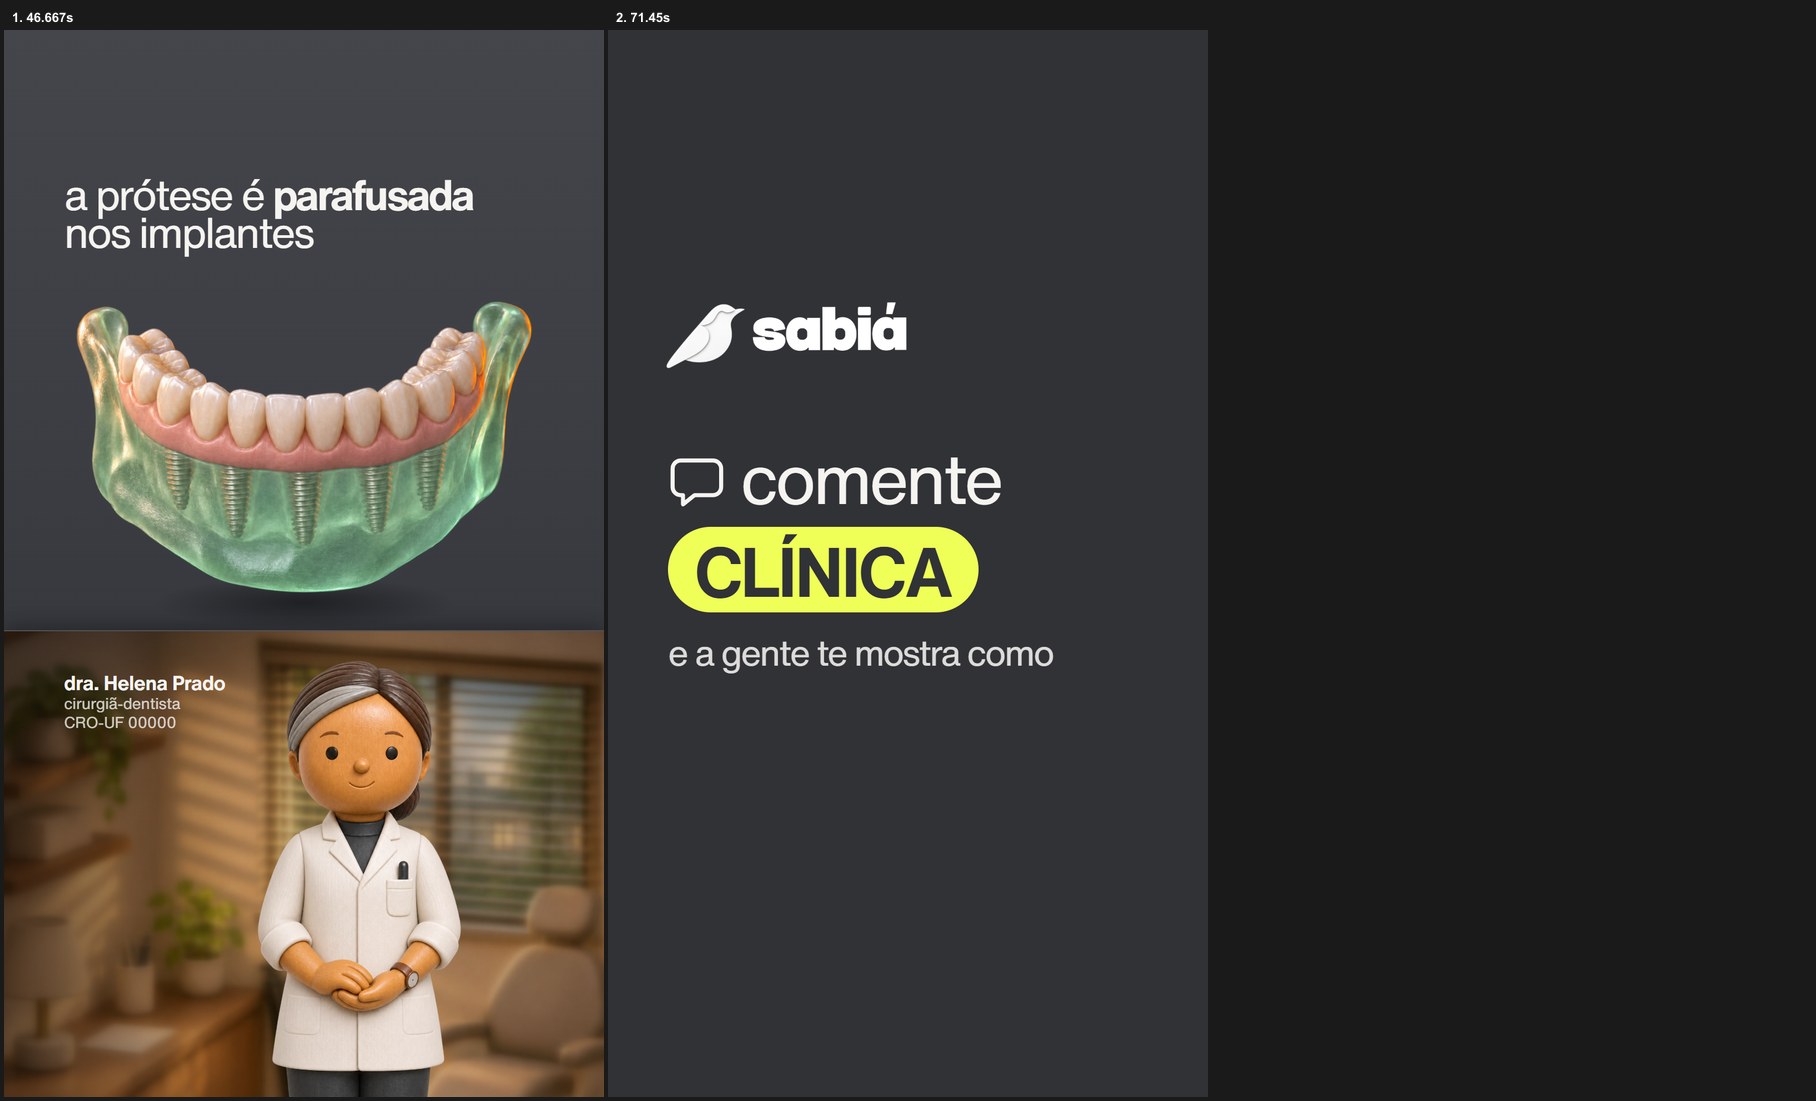 1. 46.667s
a prótese é parafusada
nos implantes
dra. Helena Prado
cirurgiã-dentista
CRO-UF 00000
2. 71.45s
sabiá
comente
CLÍNICA
e a gente te mostra como